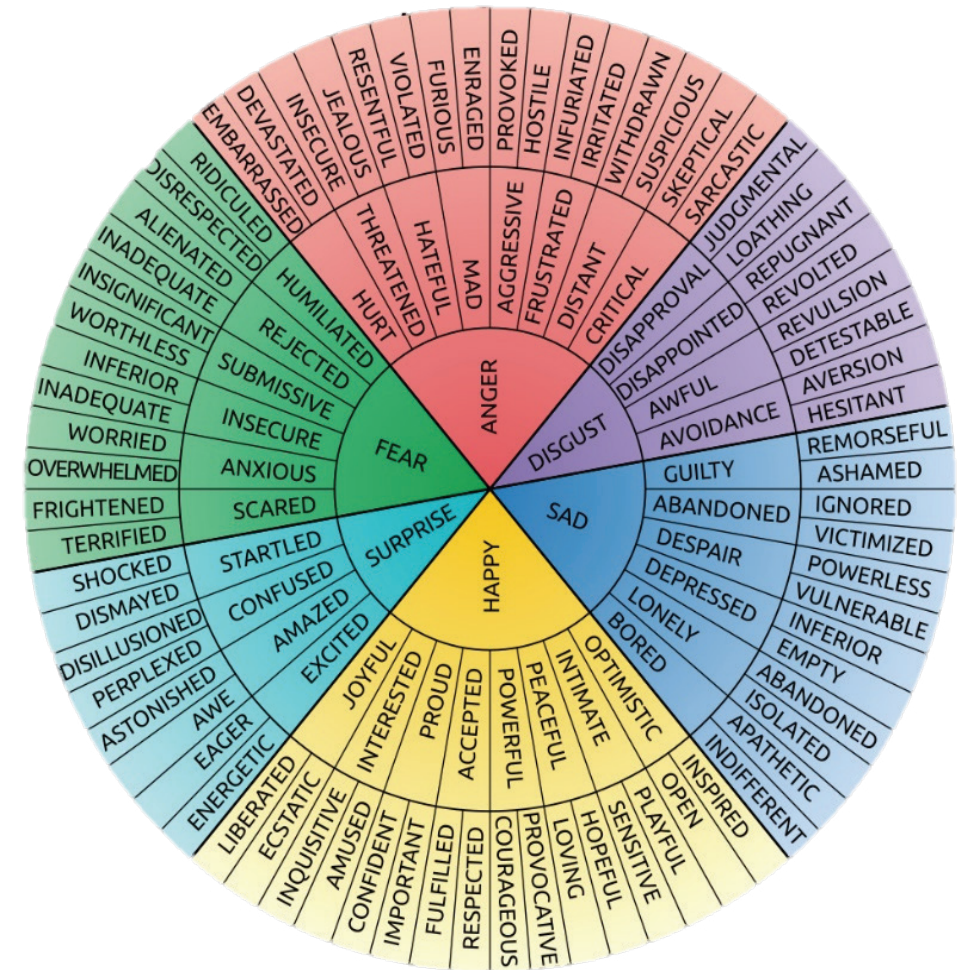 ANGER
DISGUST
SAD
HAPPY
SURPRISE
FEAR
HURT
THREATENED
HATEFUL
MAD
AGGRESSIVE
FRUSTRATED
DISTANT
CRITICAL
DISAPPROVAL
DISAPPOINTED
AWFUL
AVOIDANCE
GUILTY
ABANDONED
DESPAIR
DEPRESSED
LONELY
BORED
OPTIMISTIC
INTIMATE
PEACEFUL
POWERFUL
ACCEPTED
PROUD
INTERESTED
JOYFUL
EXCITED
AMAZED
CONFUSED
STARTLED
SCARED
ANXIOUS
INSECURE
SUBMISSIVE
REJECTED
HUMILIATED
EMBARRASSED
DEVASTATED
INSECURE
JEALOUS
RESENTFUL
VIOLATED
FURIOUS
ENRAGED
PROVOKED
HOSTILE
INFURIATED
IRRITATED
WITHDRAWN
SUSPICIOUS
SKEPTICAL
SARCASTIC
JUDGMENTAL
LOATHING
REPUGNANT
REVOLTED
REVULSION
DETESTABLE
AVERSION
HESITANT
REMORSEFUL
ASHAMED
IGNORED
VICTIMIZED
POWERLESS
VULNERABLE
INFERIOR
EMPTY
ABANDONED
ISOLATED
APATHETIC
INDIFFERENT
INSPIRED
OPEN
PLAYFUL
SENSITIVE
HOPEFUL
LOVING
PROVOCATIVE
COURAGEOUS
RESPECTED
FULFILLED
IMPORTANT
CONFIDENT
AMUSED
INQUISITIVE
ECSTATIC
LIBERATED
ENERGETIC
EAGER
AWE
ASTONISHED
PERPLEXED
DISILLUSIONED
DISMAYED
SHOCKED
TERRIFIED
FRIGHTENED
OVERWHELMED
WORRIED
INADEQUATE
INFERIOR
WORTHLESS
INSIGNIFICANT
INADEQUATE
ALIENATED
DISRESPECTED
RIDICULED